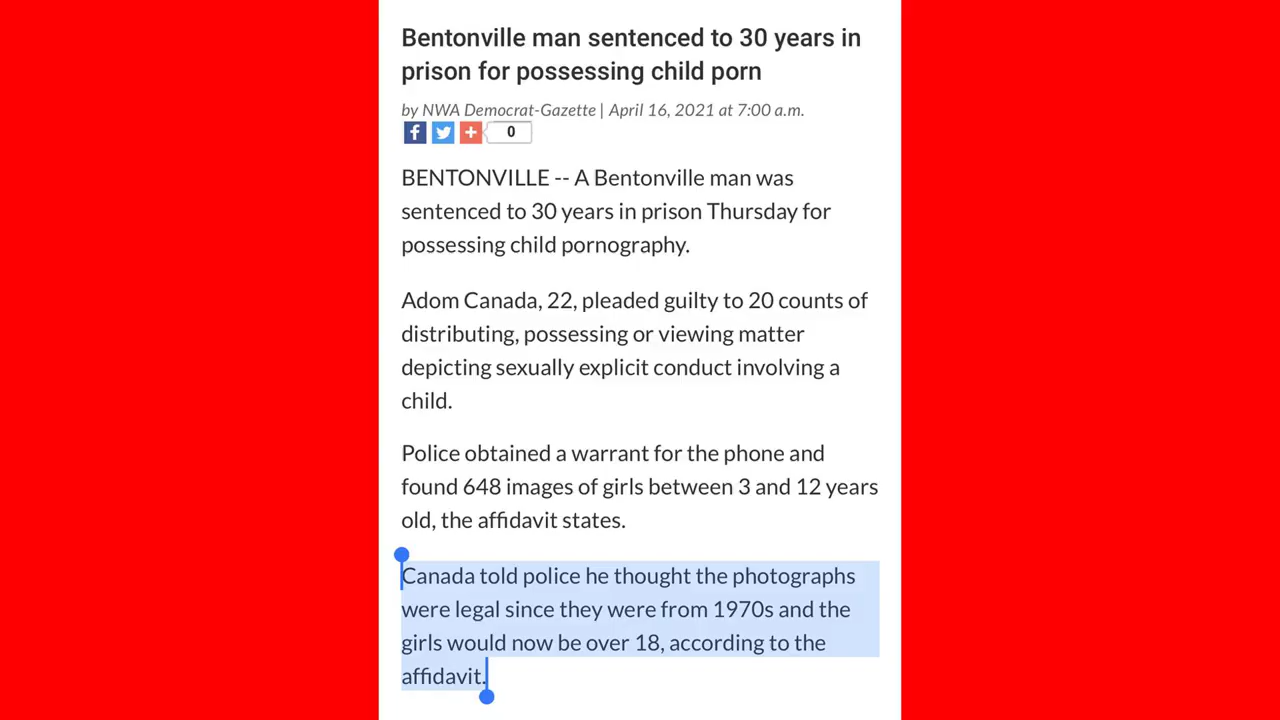 Bentonville man sentenced to 30 years in
prison for possessing child porn
by NWA Democrat-Gazette | April 16, 2021 at 7:00 a.m.
f + 0
BENTONVILLE -- A Bentonville man was
sentenced to 30 years in prison Thursday for
possessing child pornography.
Adom Canada, 22, pleaded guilty to 20 counts of
distributing, possessing or viewing matter
depicting sexually explicit conduct involving a
child.
Police obtained a warrant for the phone and
found 648 images of girls between 3 and 12 years
old, the affidavit states.
Canada told police he thought the photographs
were legal since they were from 1970s and the
girls would now be over 18, according to the
affidavit.